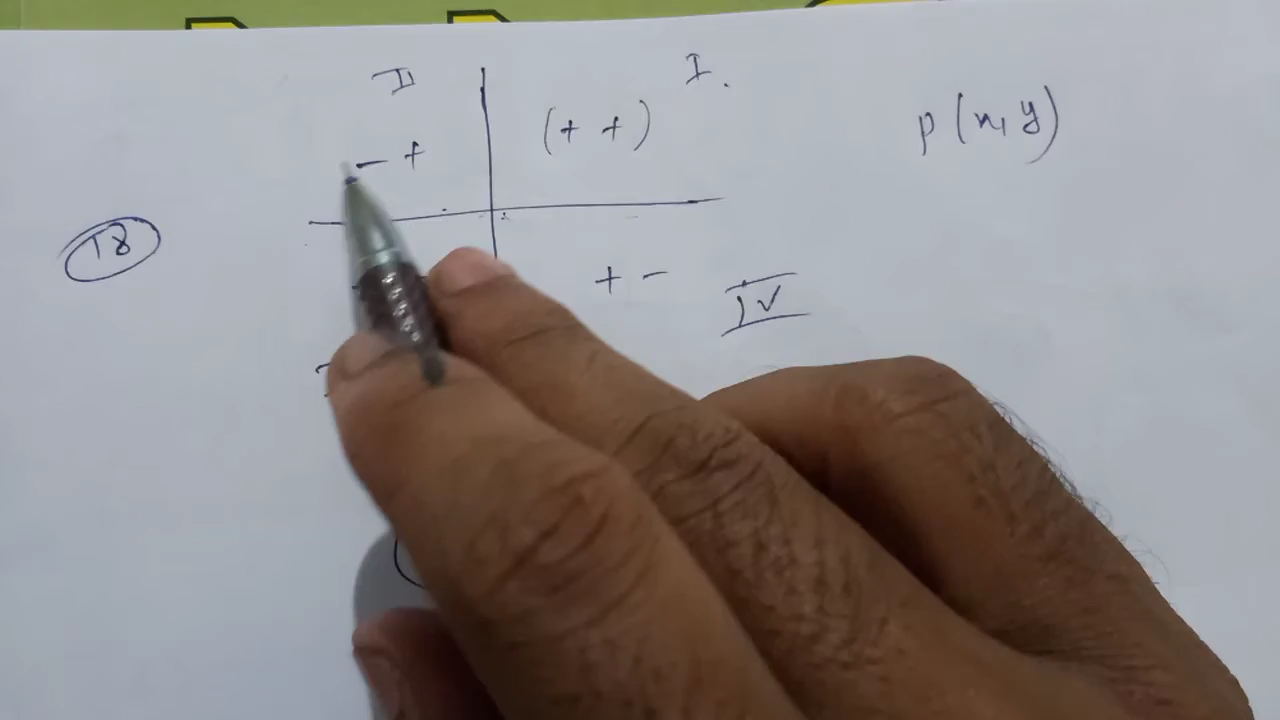 II I.
(+ +) p(x, y)
- +
18
+ -
IV